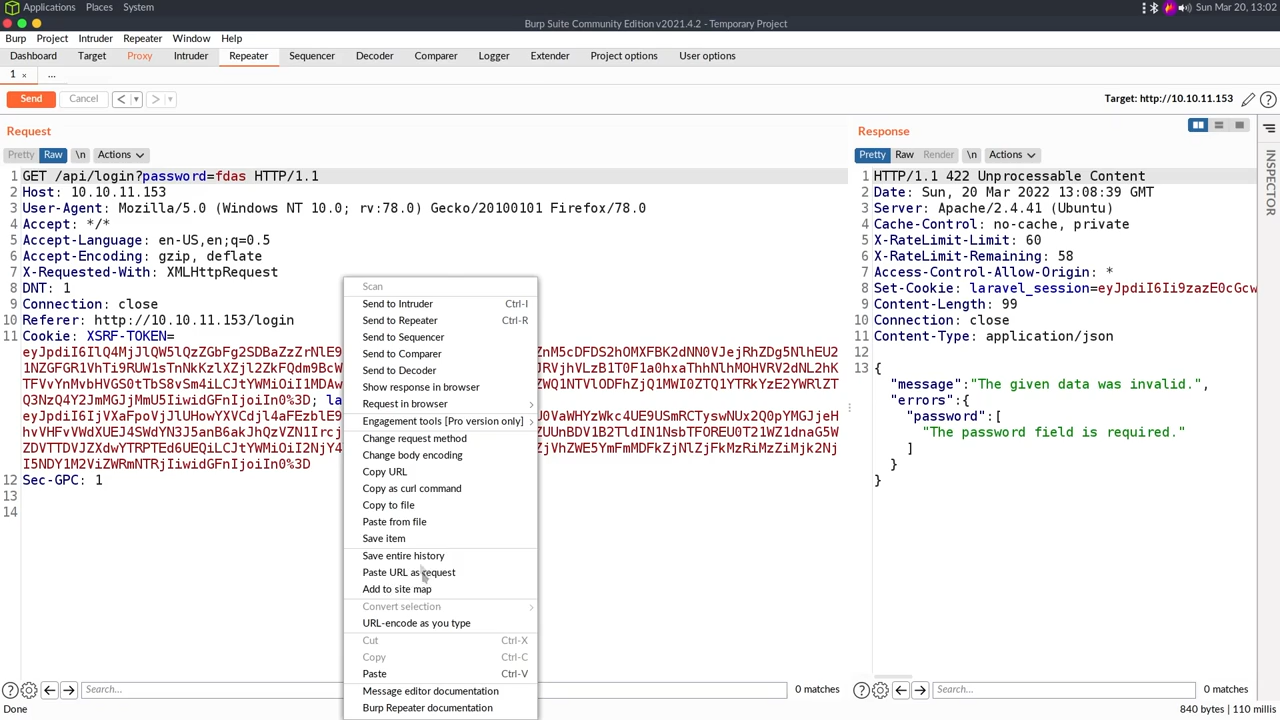 Applications Places System Sun Mar 20, 13:02
Burp Suite Community Edition v2021.4.2 - Temporary Project
Burp Project Intruder Repeater Window Help
Dashboard Target Proxy Intruder Repeater Sequencer Decoder Comparer Logger Extender Project options User options
1 × ...
Send Cancel < > Target: http://10.10.11.153
Request
Pretty Raw \n Actions
1 GET /api/login?password=fdas HTTP/1.1
2 Host: 10.10.11.153
3 User-Agent: Mozilla/5.0 (Windows NT 10.0; rv:78.0) Gecko/20100101 Firefox/78.0
4 Accept: */*
5 Accept-Language: en-US,en;q=0.5
6 Accept-Encoding: gzip, deflate
7 X-Requested-With: XMLHttpRequest
8 DNT: 1
9 Connection: close
10 Referer: http://10.10.11.153/login
11 Cookie: XSRF-TOKEN=
12 Sec-GPC: 1
13
14
Scan
Send to Intruder Ctrl-I
Send to Repeater Ctrl-R
Send to Sequencer
Send to Comparer
Send to Decoder
Show response in browser
Request in browser
Engagement tools [Pro version only]
Change request method
Change body encoding
Copy URL
Copy as curl command
Copy to file
Paste from file
Save item
Save entire history
Paste URL as request
Add to site map
Convert selection
URL-encode as you type
Cut Ctrl-X
Copy Ctrl-C
Paste Ctrl-V
Message editor documentation
Burp Repeater documentation
Search... 0 matches
Response
Pretty Raw Render \n Actions
1 HTTP/1.1 422 Unprocessable Content
2 Date: Sun, 20 Mar 2022 13:08:39 GMT
3 Server: Apache/2.4.41 (Ubuntu)
4 Cache-Control: no-cache, private
5 X-RateLimit-Limit: 60
6 X-RateLimit-Remaining: 58
7 Access-Control-Allow-Origin: *
8 Set-Cookie: laravel_session=eyJpdiI6Ii9zazE0cGcw
9 Content-Length: 99
10 Connection: close
11 Content-Type: application/json
12
13 {
"message":"The given data was invalid.",
"errors":{
"password":[
"The password field is required."
]
}
}
Search... 0 matches
INSPECTOR
Done 840 bytes | 110 millis